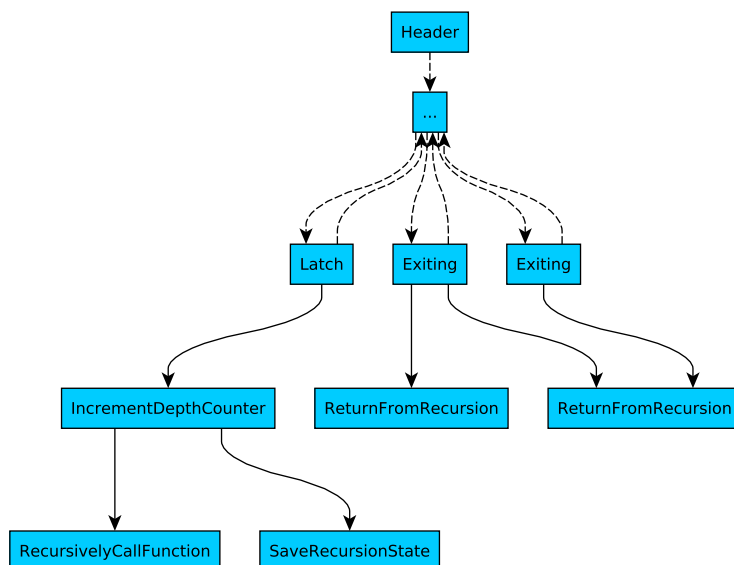 Header
...
Latch
Exiting
Exiting
IncrementDepthCounter
ReturnFromRecursion
ReturnFromRecursion
RecursivelyCallFunction
SaveRecursionState